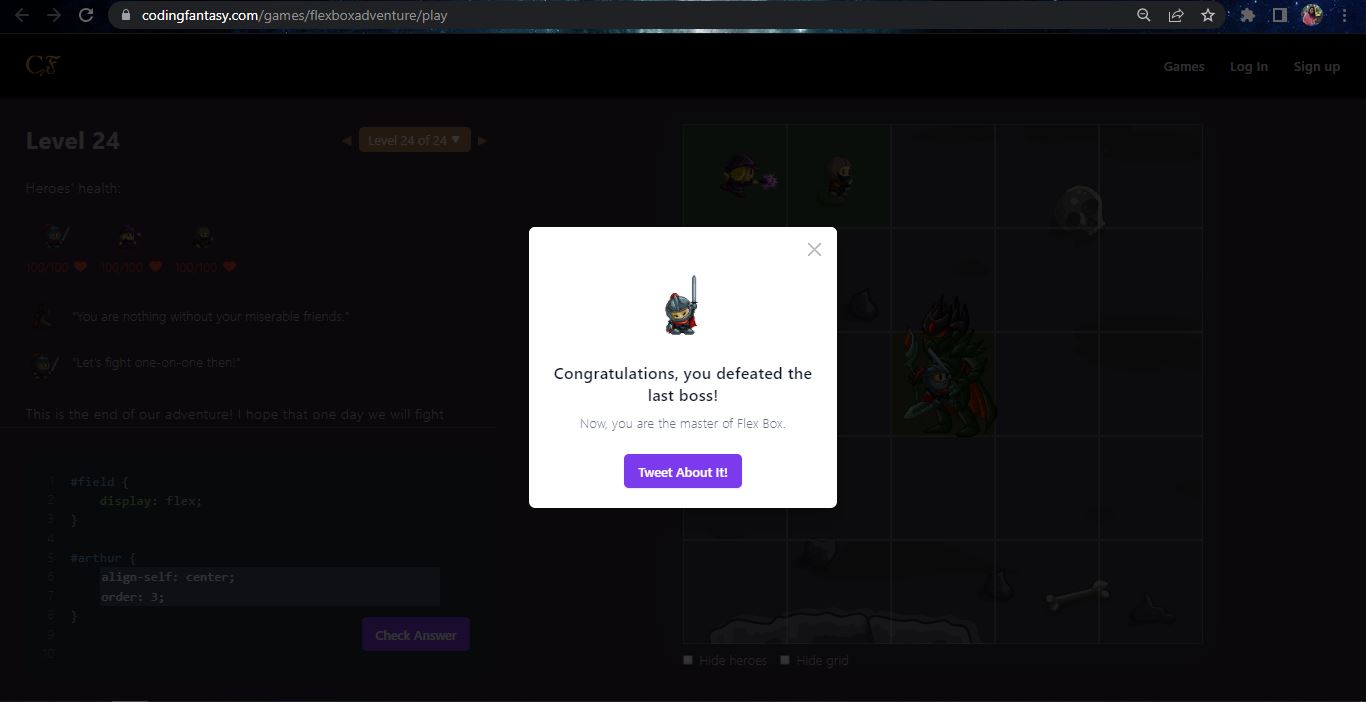 codingfantasy.com/games/flexboxadventure/play
CF
Games Log In Sign up
Level 24
Level 24 of 24
Heroes' health:
100/100 100/100 100/100
"You are nothing without your miserable friends."
"Let's fight one-on-one then!"
This is the end of our adventure! I hope that one day we will fight
1 #field {
2 display: flex;
3 }
4
5 #arthur {
6 align-self: center;
7 order: 3;
8 }
9
10
Check Answer
Congratulations, you defeated the
last boss!
Now, you are the master of Flex Box.
Tweet About It!
Hide heroes Hide grid